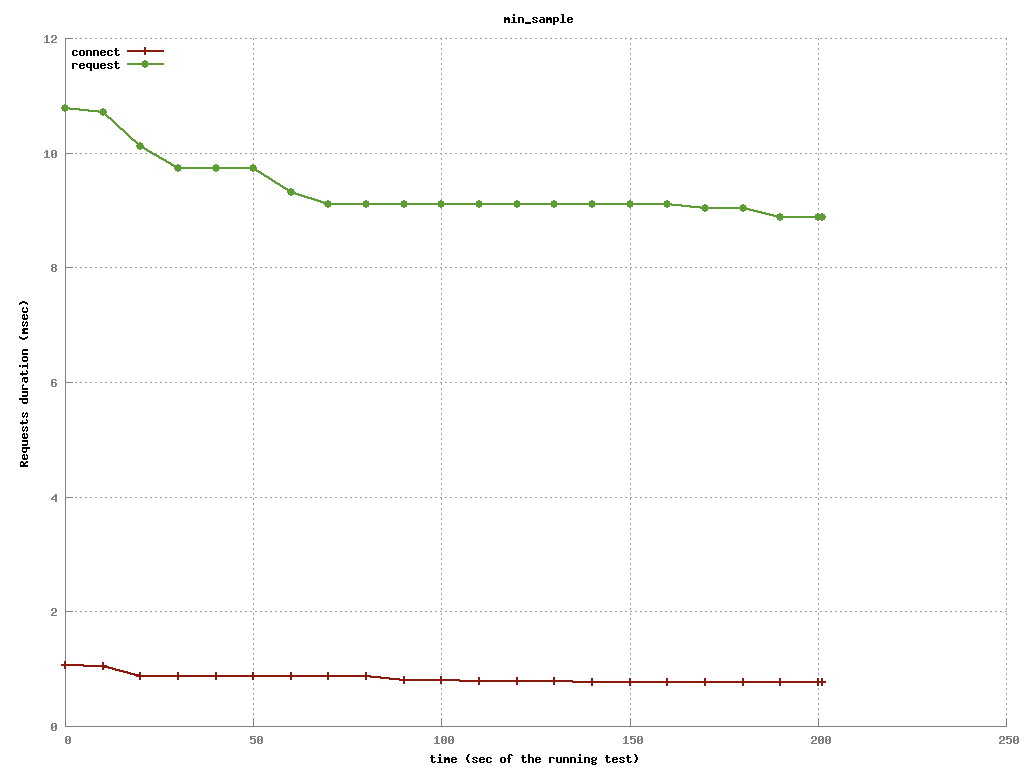 min_sample
12
connect
request
10
8
Requests duration (msec)
6
4
2
0
0 50 100 150 200 250
time (sec of the running test)